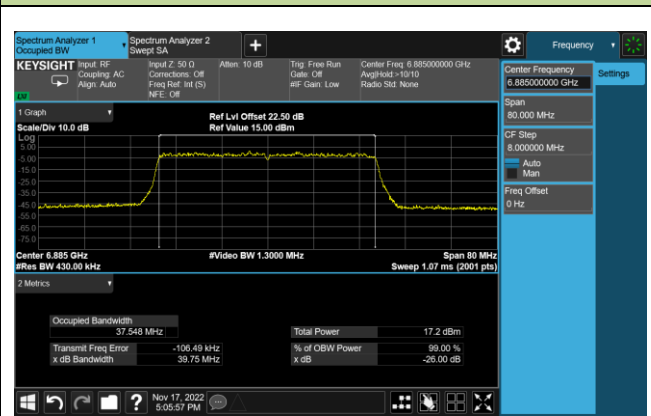 Spectrum Analyzer 1
Occupied BW
Spectrum Analyzer 2
Swept SA
Frequency
KEYSIGHT
Input: RF
Coupling: AC
Align: Auto
Input Z: 50 Ω
Corrections: Off
Freq Ref: Int (S)
NFE: Off
Atten: 10 dB
Trig: Free Run
Gate: Off
#IF Gain: Low
Center Freq: 6.885000000 GHz
Avg|Hold:>10/10
Radio Std: None
Center Frequency
6.885000000 GHz
Settings
Span
80.000 MHz
CF Step
8.000000 MHz
Auto
Man
Freq Offset
0 Hz
1 Graph
Scale/Div 10.0 dB
Ref Lvl Offset 22.50 dB
Ref Value 15.00 dBm
Log
5.00
-5.00
-15.0
-25.0
-35.0
-45.0
-55.0
-65.0
-75.0
Center 6.885 GHz
#Res BW 430.00 kHz
#Video BW 1.3000 MHz
Span 80 MHz
Sweep 1.07 ms (2001 pts)
2 Metrics
Occupied Bandwidth
37.548 MHz
Total Power
17.2 dBm
Transmit Freq Error
-106.49 kHz
% of OBW Power
99.00 %
x dB Bandwidth
39.75 MHz
x dB
-26.00 dB
Nov 17, 2022
5:05:57 PM